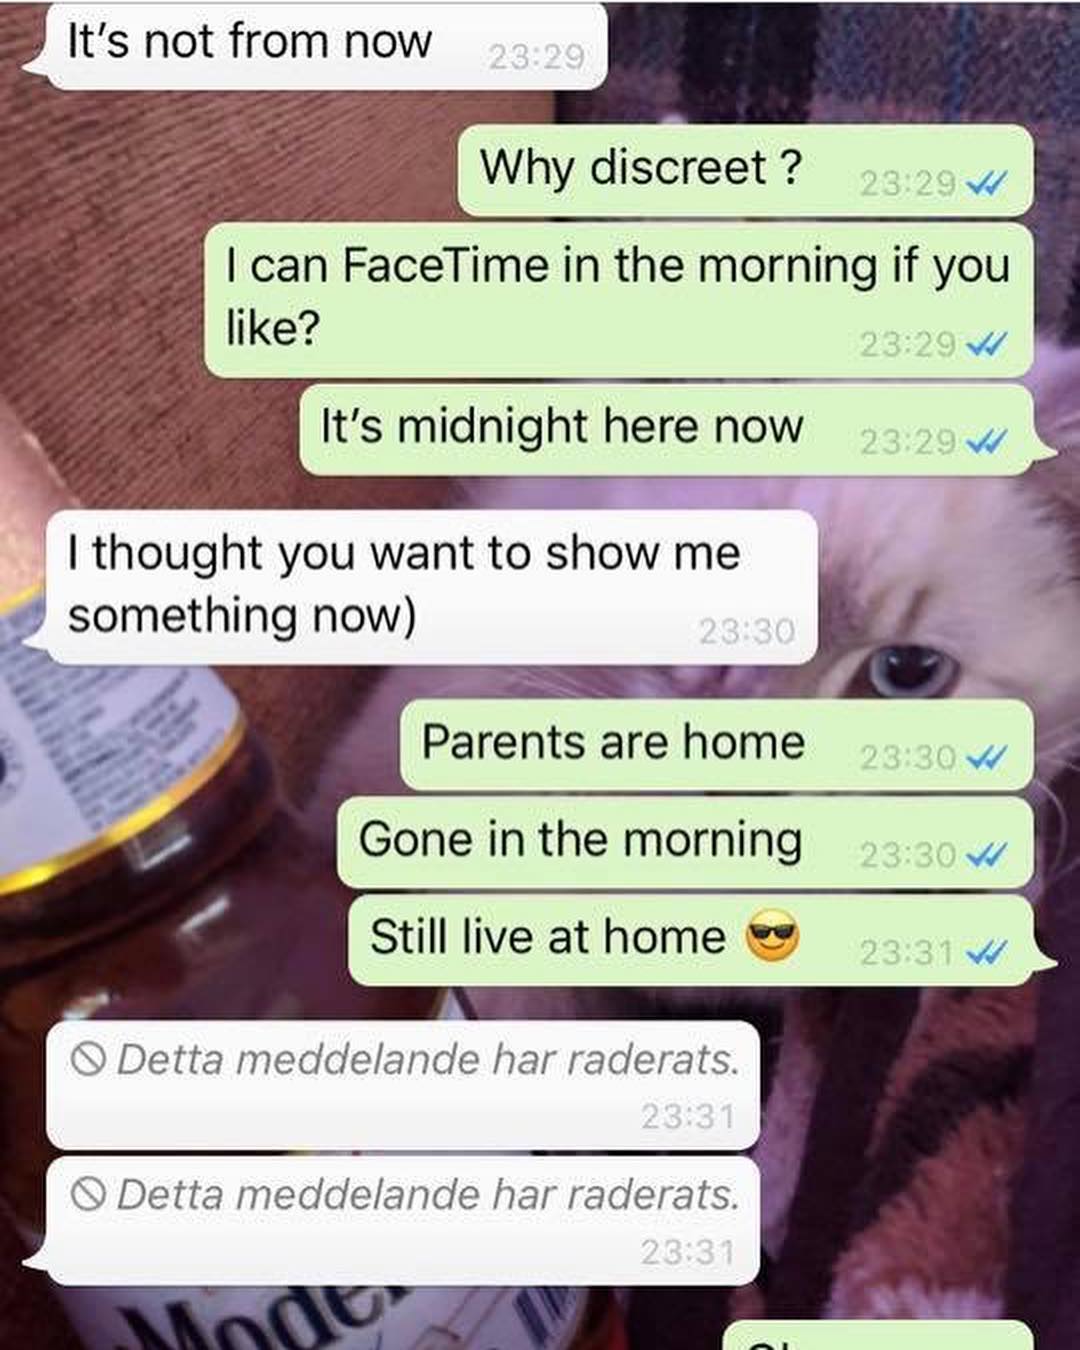 It's not from now 23:29
Why discreet ? 23:29
I can FaceTime in the morning if you
like? 23:29
It's midnight here now 23:29
I thought you want to show me
something now) 23:30
Parents are home 23:30
Gone in the morning 23:30
Still live at home 😎 23:31
Detta meddelande har raderats.
23:31
Detta meddelande har raderats.
23:31